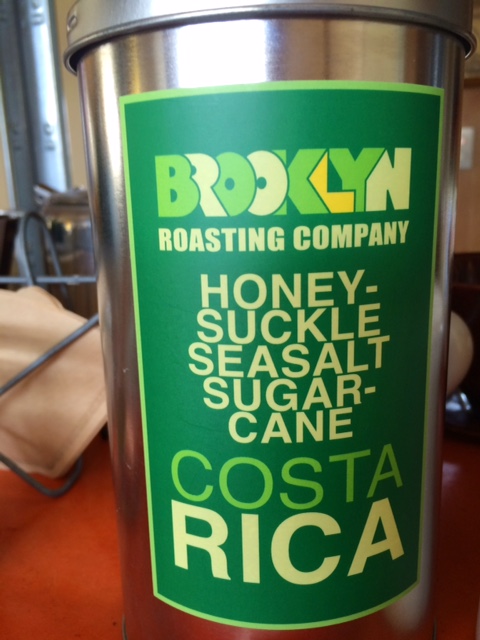 BROOKLYN
ROASTING COMPANY
HONEY-
SUCKLE
SEASALT
SUGAR-
CANE
COSTA
RICA